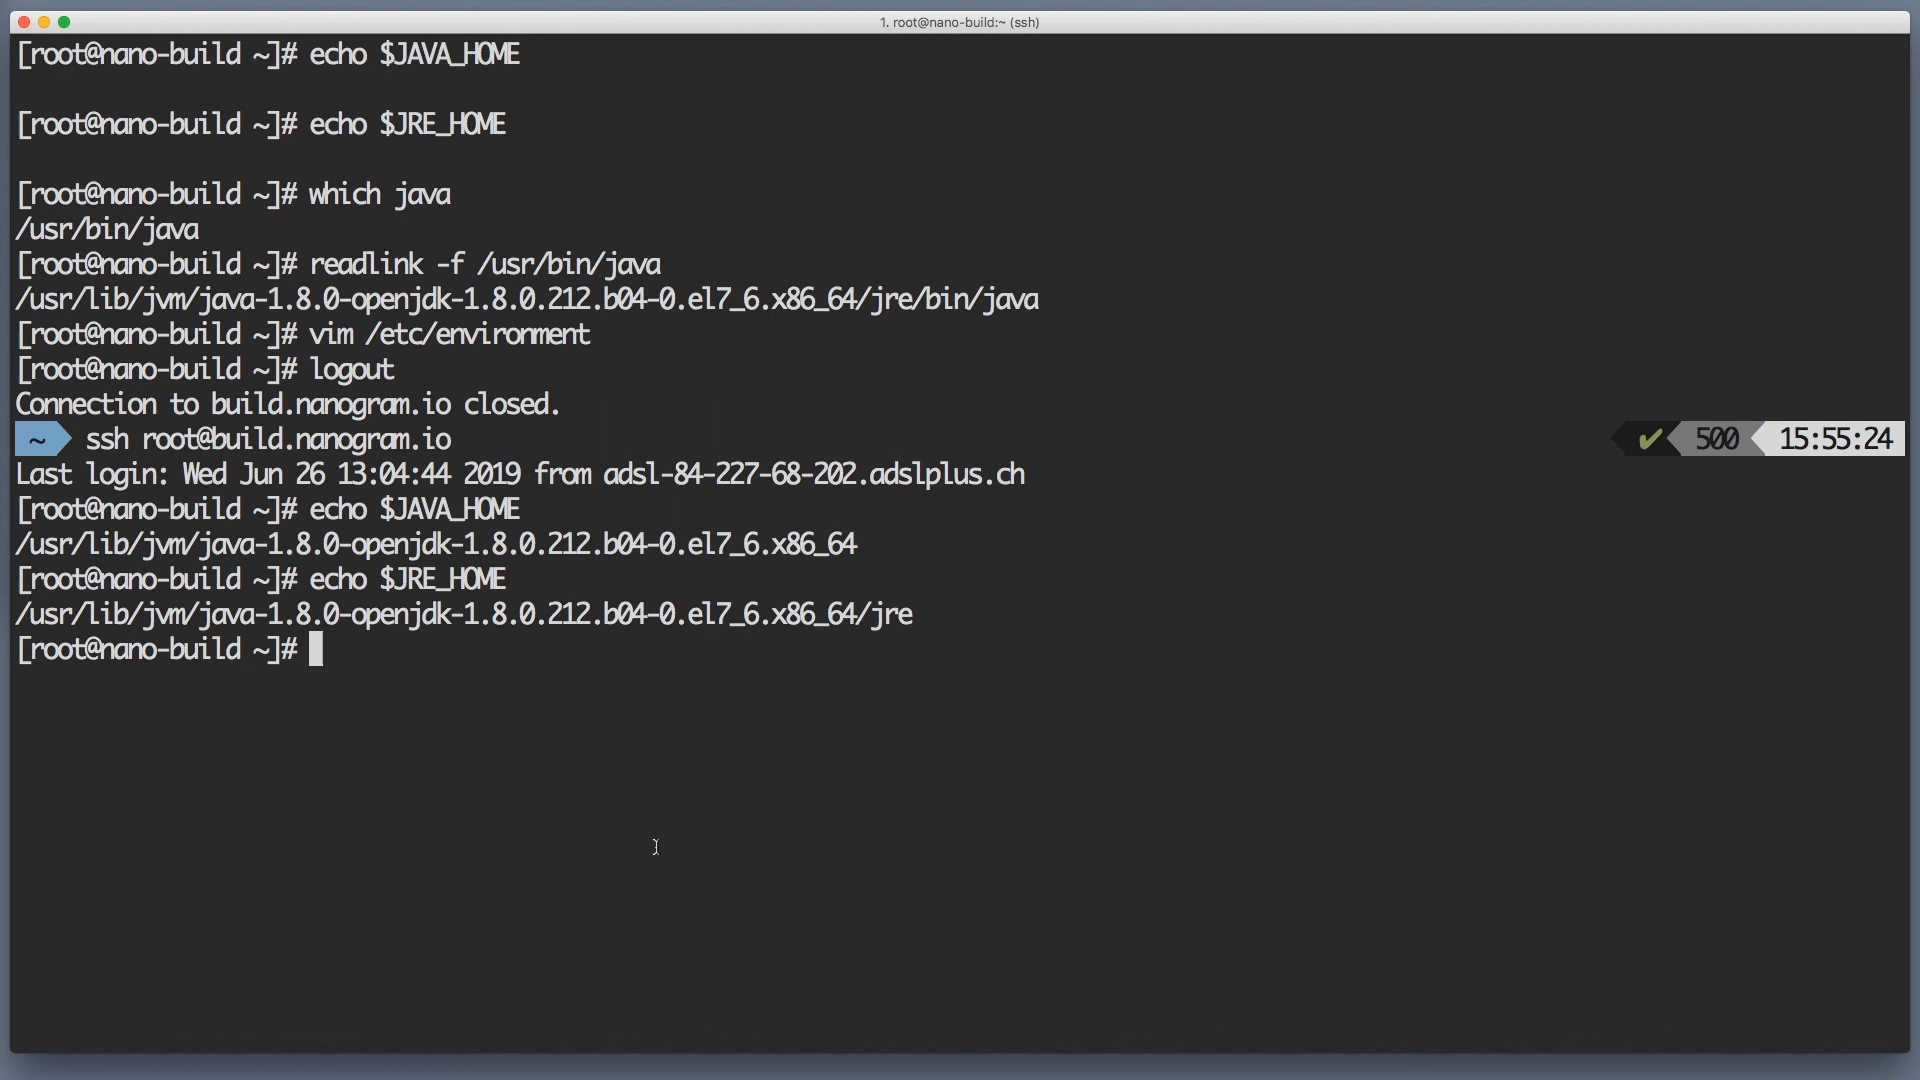 1. root@nano-build:~ (ssh)
[root@nano-build ~]# echo $JAVA_HOME
[root@nano-build ~]# echo $JRE_HOME
[root@nano-build ~]# which java
/usr/bin/java
[root@nano-build ~]# readlink -f /usr/bin/java
/usr/lib/jvm/java-1.8.0-openjdk-1.8.0.212.b04-0.el7_6.x86_64/jre/bin/java
[root@nano-build ~]# vim /etc/environment
[root@nano-build ~]# logout
Connection to build.nanogram.io closed.
~ ssh root@build.nanogram.io ✔ 500 15:55:24
Last login: Wed Jun 26 13:04:44 2019 from adsl-84-227-68-202.adslplus.ch
[root@nano-build ~]# echo $JAVA_HOME
/usr/lib/jvm/java-1.8.0-openjdk-1.8.0.212.b04-0.el7_6.x86_64
[root@nano-build ~]# echo $JRE_HOME
/usr/lib/jvm/java-1.8.0-openjdk-1.8.0.212.b04-0.el7_6.x86_64/jre
[root@nano-build ~]#